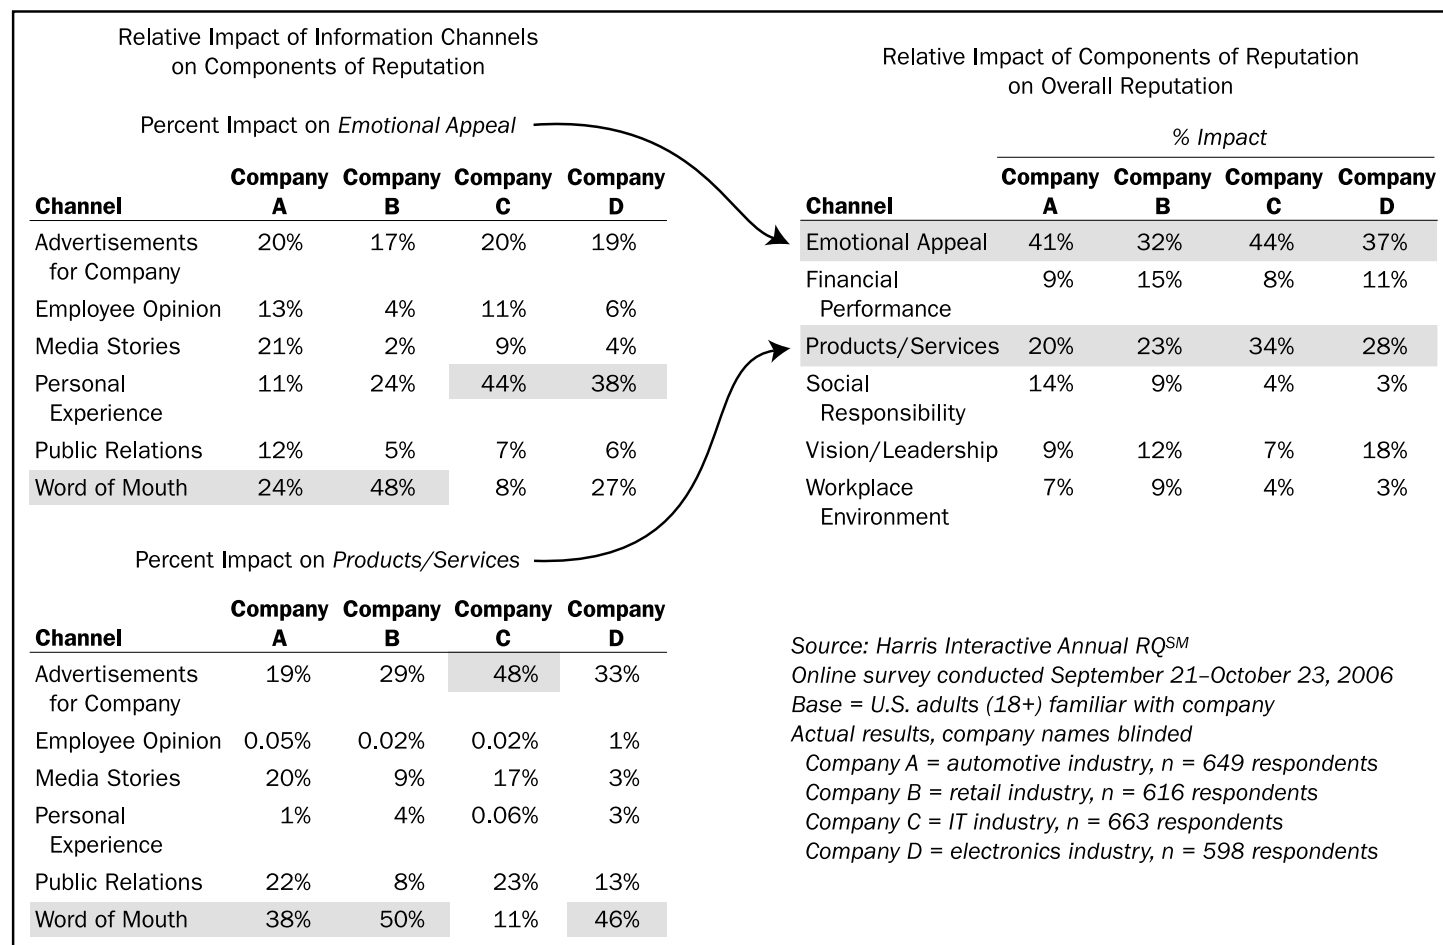 Relative Impact of Information Channels
on Components of Reputation
Percent Impact on Emotional Appeal
Company Company Company Company
Channel A B C D
Advertisements 20% 17% 20% 19%
for Company
Employee Opinion 13% 4% 11% 6%
Media Stories 21% 2% 9% 4%
Personal 11% 24% 44% 38%
Experience
Public Relations 12% 5% 7% 6%
Word of Mouth 24% 48% 8% 27%
Percent Impact on Products/Services
Company Company Company Company
Channel A B C D
Advertisements 19% 29% 48% 33%
for Company
Employee Opinion 0.05% 0.02% 0.02% 1%
Media Stories 20% 9% 17% 3%
Personal 1% 4% 0.06% 3%
Experience
Public Relations 22% 8% 23% 13%
Word of Mouth 38% 50% 11% 46%
Relative Impact of Components of Reputation
on Overall Reputation
% Impact
Company Company Company Company
Channel A B C D
Emotional Appeal 41% 32% 44% 37%
Financial 9% 15% 8% 11%
Performance
Products/Services 20% 23% 34% 28%
Social 14% 9% 4% 3%
Responsibility
Vision/Leadership 9% 12% 7% 18%
Workplace 7% 9% 4% 3%
Environment
Source: Harris Interactive Annual RQSM
Online survey conducted September 21–October 23, 2006
Base = U.S. adults (18+) familiar with company
Actual results, company names blinded
Company A = automotive industry, n = 649 respondents
Company B = retail industry, n = 616 respondents
Company C = IT industry, n = 663 respondents
Company D = electronics industry, n = 598 respondents